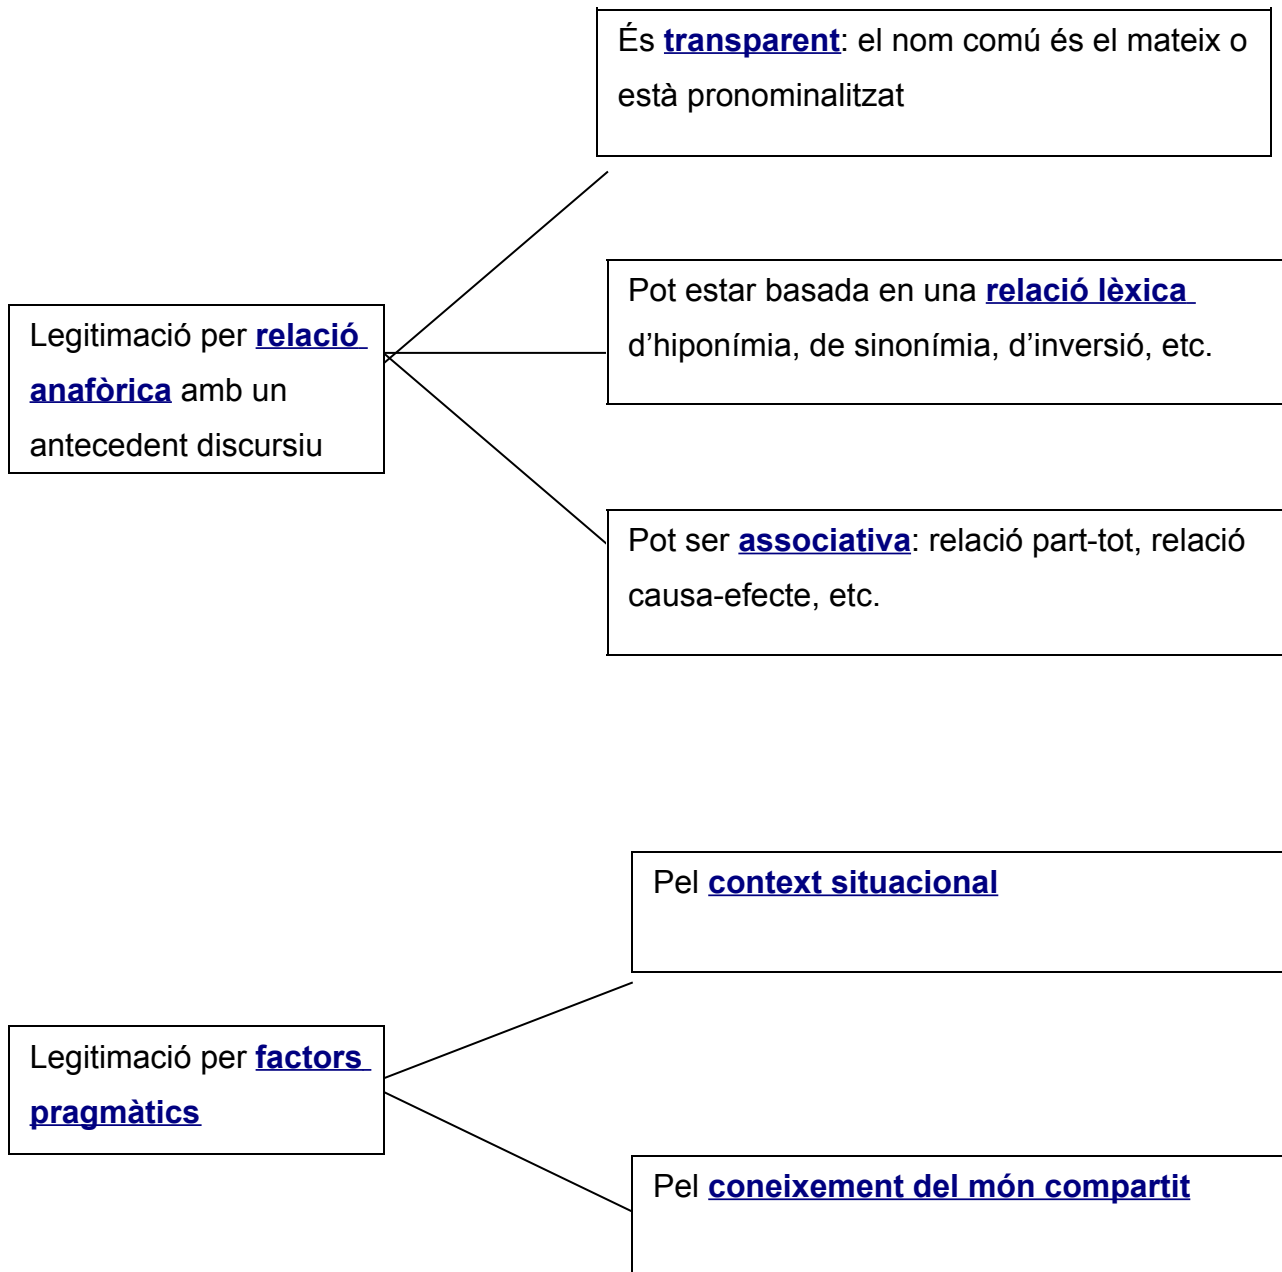 És transparent: el nom comú és el mateix o
està pronominalitzat
Pot estar basada en una relació lèxica
d’hiponímia, de sinonímia, d’inversió, etc.
Legitimació per relació
anafòrica amb un
antecedent discursiu
Pot ser associativa: relació part-tot, relació
causa-efecte, etc.
Pel context situacional
Legitimació per factors
pragmàtics
Pel coneixement del món compartit